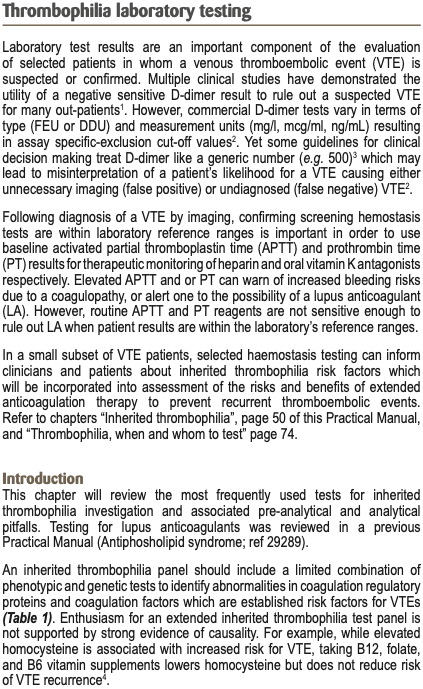 Thrombophilia laboratory testing
Laboratory test results are an important component of the evaluation
of selected patients in whom a venous thromboembolic event (VTE) is
suspected or confirmed. Multiple clinical studies have demonstrated the
utility of a negative sensitive D-dimer result to rule out a suspected VTE
for many out-patients¹. However, commercial D-dimer tests vary in terms of
type (FEU or DDU) and measurement units (mg/l, mcg/ml, ng/mL) resulting
in assay specific-exclusion cut-off values². Yet some guidelines for clinical
decision making treat D-dimer like a generic number (e.g. 500)³ which may
lead to misinterpretation of a patient's likelihood for a VTE causing either
unnecessary imaging (false positive) or undiagnosed (false negative) VTE².
Following diagnosis of a VTE by imaging, confirming screening hemostasis
tests are within laboratory reference ranges is important in order to use
baseline activated partial thromboplastin time (APTT) and prothrombin time
(PT) results for therapeutic monitoring of heparin and oral vitamin K antagonists
respectively. Elevated APTT and or PT can warn of increased bleeding risks
due to a coagulopathy, or alert one to the possibility of a lupus anticoagulant
(LA). However, routine APTT and PT reagents are not sensitive enough to
rule out LA when patient results are within the laboratory's reference ranges.
In a small subset of VTE patients, selected haemostasis testing can inform
clinicians and patients about inherited thrombophilia risk factors which
will be incorporated into assessment of the risks and benefits of extended
anticoagulation therapy to prevent recurrent thromboembolic events.
Refer to chapters “Inherited thrombophilia”, page 50 of this Practical Manual,
and “Thrombophilia, when and whom to test” page 74.
Introduction
This chapter will review the most frequently used tests for inherited
thrombophilia investigation and associated pre-analytical and analytical
pitfalls. Testing for lupus anticoagulants was reviewed in a previous
Practical Manual (Antiphosholipid syndrome; ref 29289).
An inherited thrombophilia panel should include a limited combination of
phenotypic and genetic tests to identify abnormalities in coagulation regulatory
proteins and coagulation factors which are established risk factors for VTEs
(Table 1). Enthusiasm for an extended inherited thrombophilia test panel is
not supported by strong evidence of causality. For example, while elevated
homocysteine is associated with increased risk for VTE, taking B12, folate,
and B6 vitamin supplements lowers homocysteine but does not reduce risk
of VTE recurrence⁴.